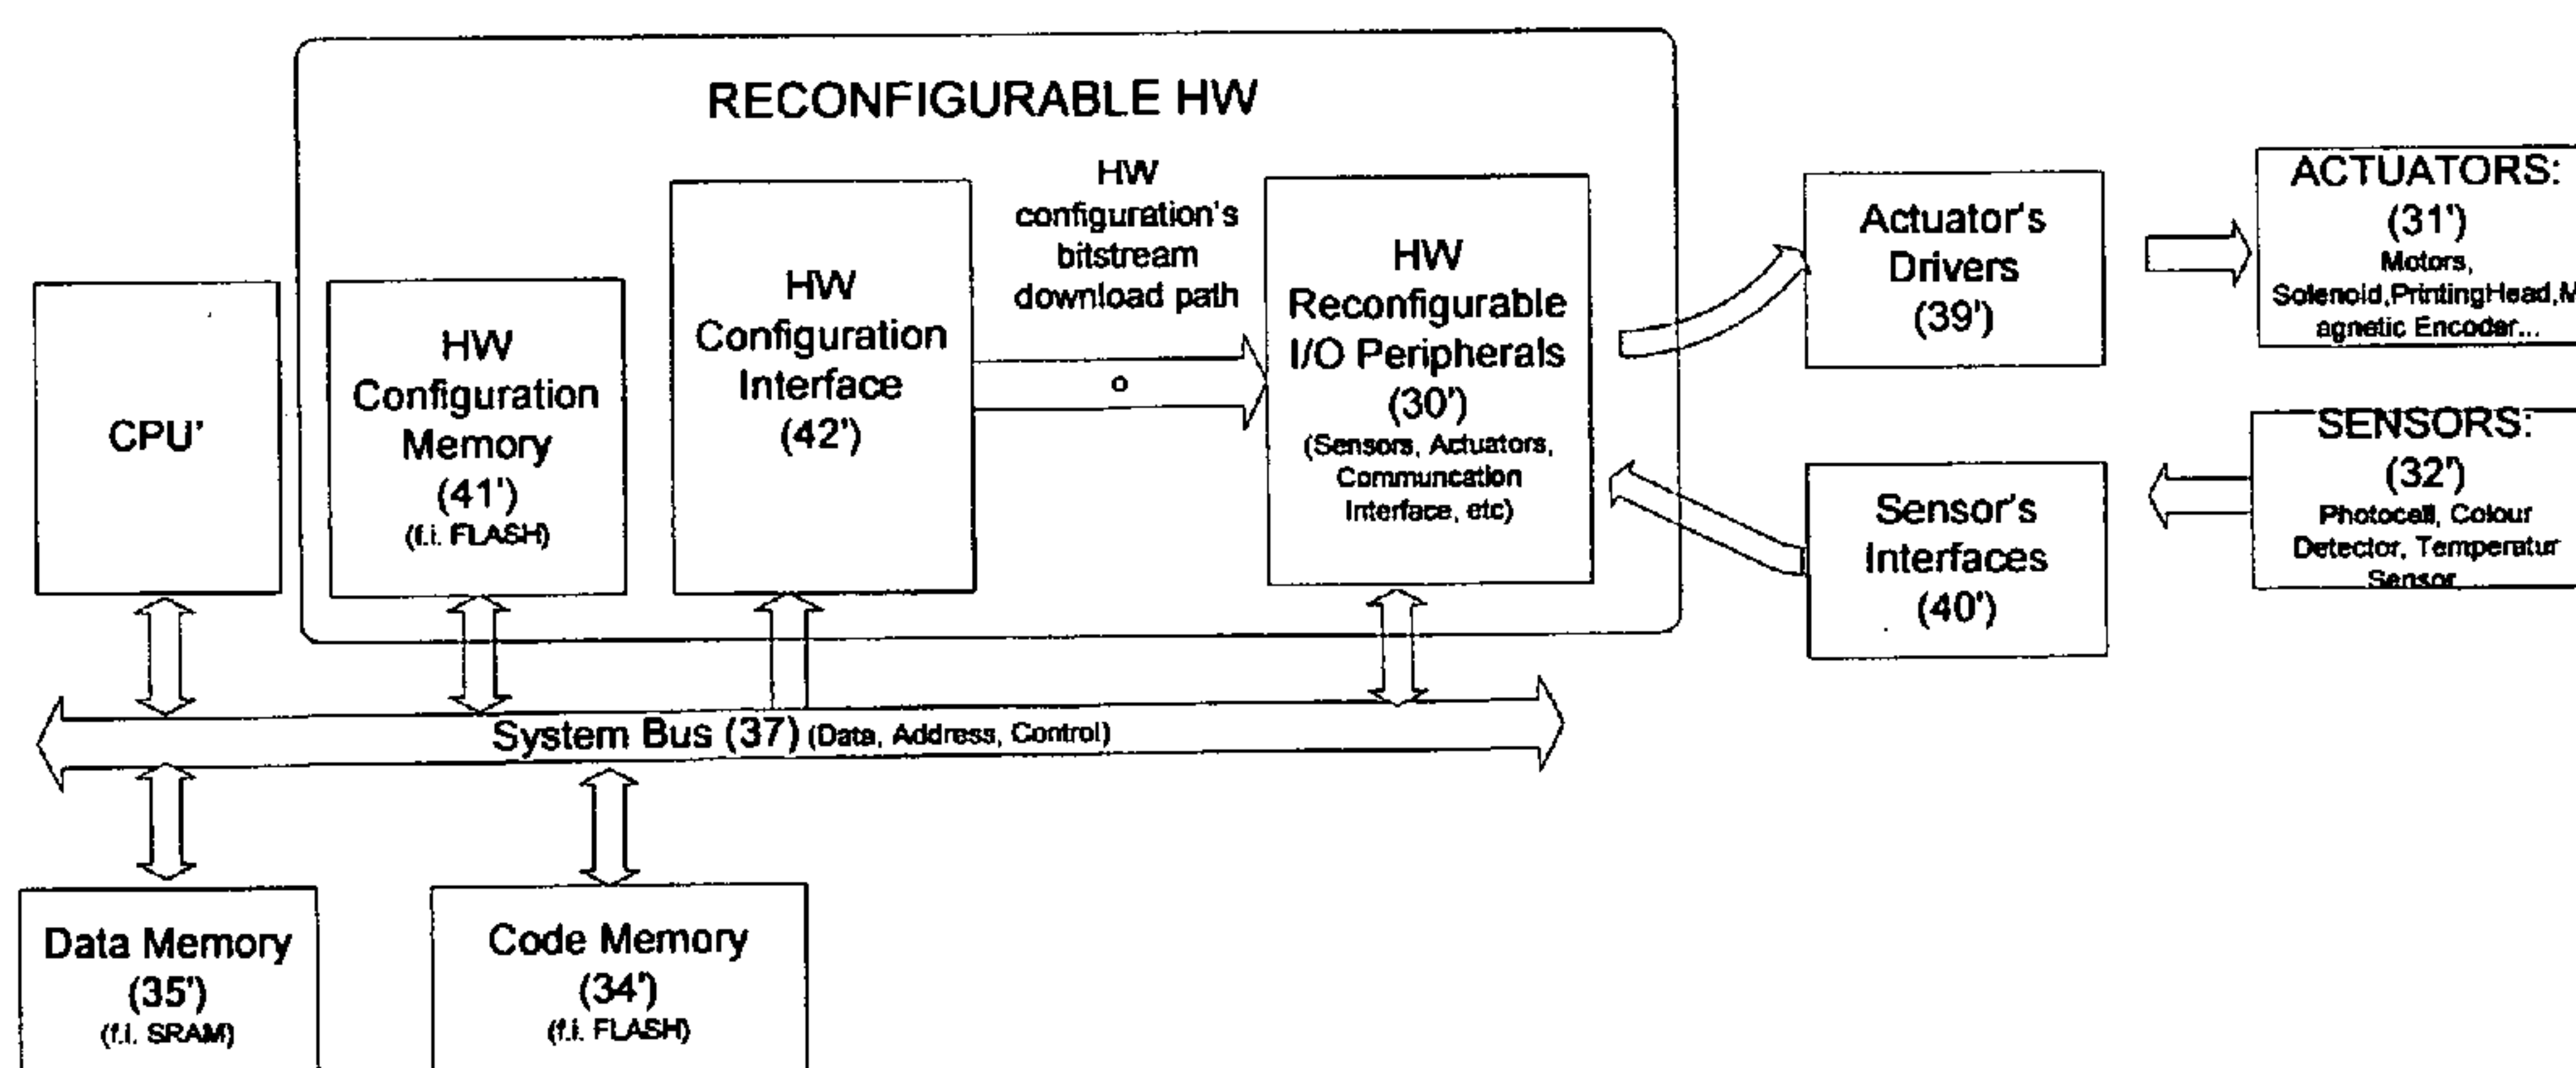 RECONFIGURABLE HW
CPU'
HW
Configuration
Memory
(41')
(f.i. FLASH)
HW
Configuration
Interface
(42')
HW
configuration's
bitstream
download path
o
HW
Reconfigurable
I/O Peripherals
(30')
(Sensors, Actuators,
Communcation
Interface, etc)
Actuator's
Drivers
(39')
ACTUATORS:
(31')
Motors,
Solenoid,PrintingHead,M
agnetic Encoder...
Sensor's
Interfaces
(40')
SENSORS:
(32')
Photocell, Colour
Detector, Temperatur
Sensor
System Bus (37) (Data, Address, Control)
Data Memory
(35')
(f.i. SRAM)
Code Memory
(34')
(f.i. FLASH)